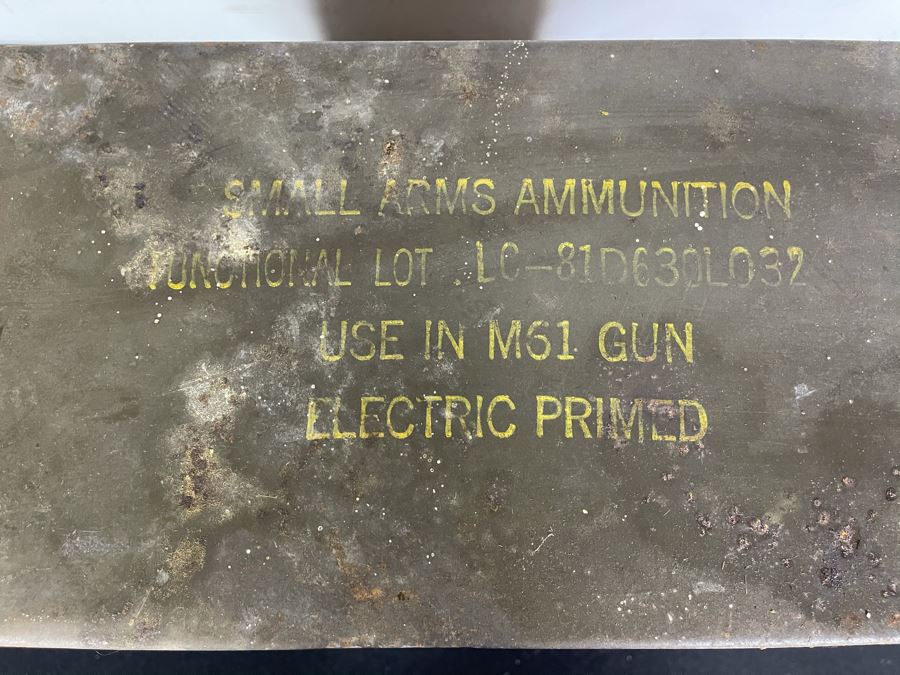 SMALL ARMS AMMUNITION
FUNCTIONAL LOT . LC-81D630L032
USE IN M61 GUN
ELECTRIC PRIMED